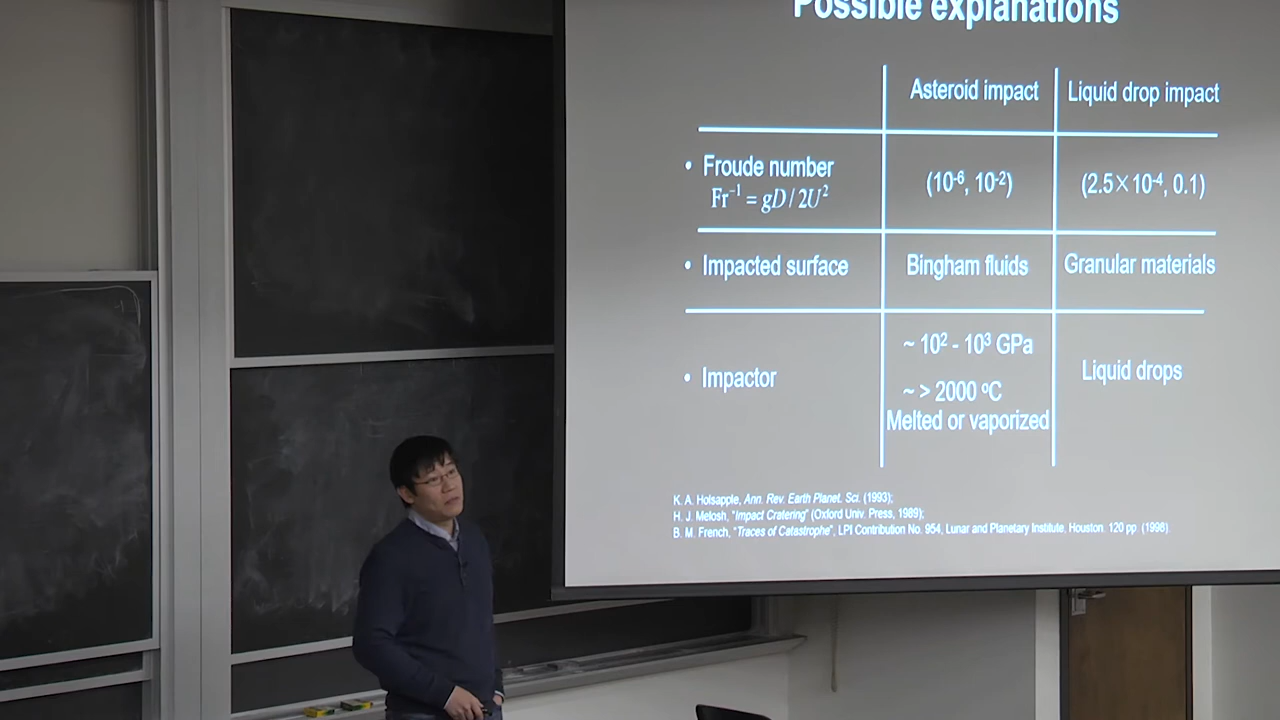 Possible explanations
Asteroid impact
Liquid drop impact
• Froude number
Fr⁻¹ = gD / 2U²
(10⁻⁶, 10⁻²)
(2.5×10⁻⁴, 0.1)
• Impacted surface
Bingham fluids
Granular materials
• Impactor
~ 10² - 10³ GPa
~ > 2000 ºC
Melted or vaporized
Liquid drops
K. A. Holsapple, Ann. Rev. Earth Planet. Sci. (1993);
H. J. Melosh, "Impact Cratering" (Oxford Univ. Press, 1989);
B. M. French, "Traces of Catastrophe", LPI Contribution No. 954, Lunar and Planetary Institute, Houston. 120 pp. (1998).